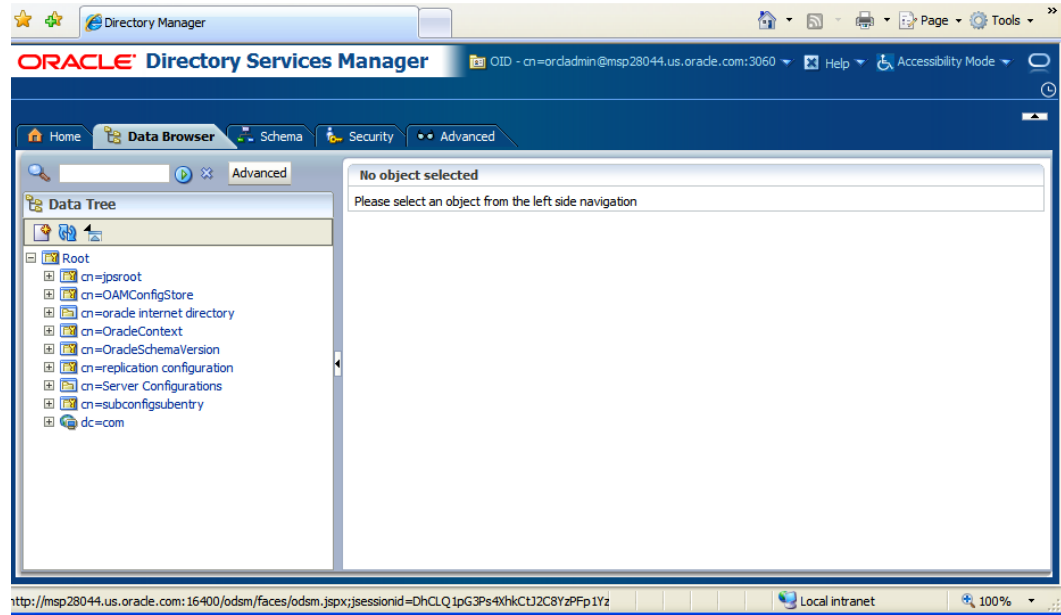 Directory Manager
Page
Tools
»
ORACLE Directory Services Manager
OID - cn=orcladmin@msp28044.us.oracle.com:3060
Help
Accessibility Mode
Home
Data Browser
Schema
Security
Advanced
Advanced
Data Tree
Root
cn=jpsroot
cn=OAMConfigStore
cn=oracle internet directory
cn=OracleContext
cn=OracleSchemaVersion
cn=replication configuration
cn=Server Configurations
cn=subconfigsubentry
dc=com
No object selected
Please select an object from the left side navigation
http://msp28044.us.oracle.com:16400/odsm/faces/odsm.jspx;jsessionid=DhCLQ1pG3Ps4XhkCtJ2C8YzPFp1Yz
Local intranet
100%